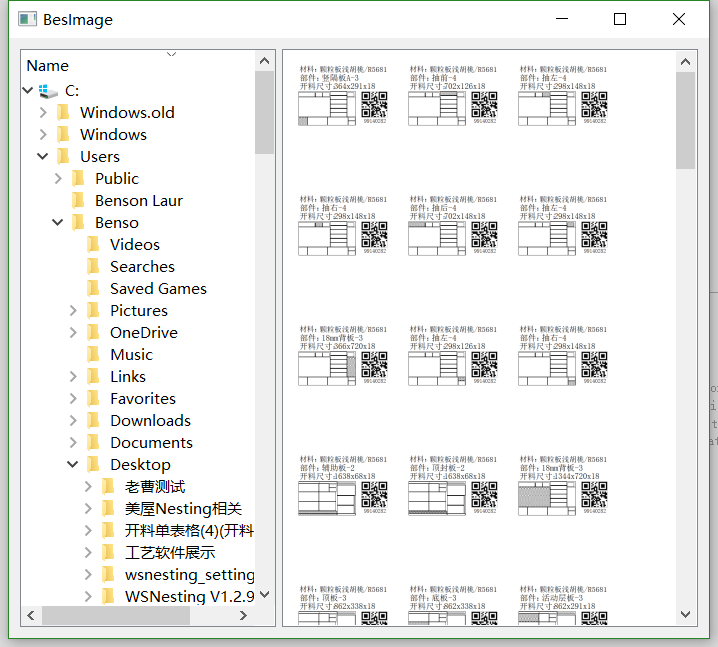 BesImage
Name
C:
Windows.old
Windows
Users
Public
Benson Laur
Benso
Videos
Searches
Saved Games
Pictures
OneDrive
Music
Links
Favorites
Downloads
Documents
Desktop
老曹测试
美屋Nesting相关
开料单表格(4)(开料
工艺软件展示
wsnesting_setting
WSNesting V1.2.9
材料:颗粒板浅胡桃/R5681
部件:竖隔板A-3
开料尺寸:364x291x18
99140282
材料:颗粒板浅胡桃/R5681
部件:抽前-4
开料尺寸:702x126x18
99140282
材料:颗粒板浅胡桃/R5681
部件:抽左-4
开料尺寸:298x148x18
99140282
材料:颗粒板浅胡桃/R5681
部件:抽右-4
开料尺寸:298x148x18
99140282
材料:颗粒板浅胡桃/R5681
部件:抽后-4
开料尺寸:702x148x18
99140282
材料:颗粒板浅胡桃/R5681
部件:抽左-4
开料尺寸:298x148x18
99140282
材料:颗粒板浅胡桃/R5681
部件:18mm背板-3
开料尺寸:366x720x18
99140282
材料:颗粒板浅胡桃/R5681
部件:抽左-4
开料尺寸:298x126x18
99140282
材料:颗粒板浅胡桃/R5681
部件:抽右-4
开料尺寸:298x148x18
99140282
材料:颗粒板浅胡桃/R5681
部件:辅助板-2
开料尺寸:1638x68x18
99140282
材料:颗粒板浅胡桃/R5681
部件:顶封板-2
开料尺寸:1638x68x18
99140282
材料:颗粒板浅胡桃/R5681
部件:18mm背板-3
开料尺寸:1344x720x18
99140282
材料:颗粒板浅胡桃/R5681
部件:顶板-3
开料尺寸:862x338x18
材料:颗粒板浅胡桃/R5681
部件:底板-3
开料尺寸:862x338x18
材料:颗粒板浅胡桃/R5681
部件:活动层板-3
开料尺寸:862x291x18